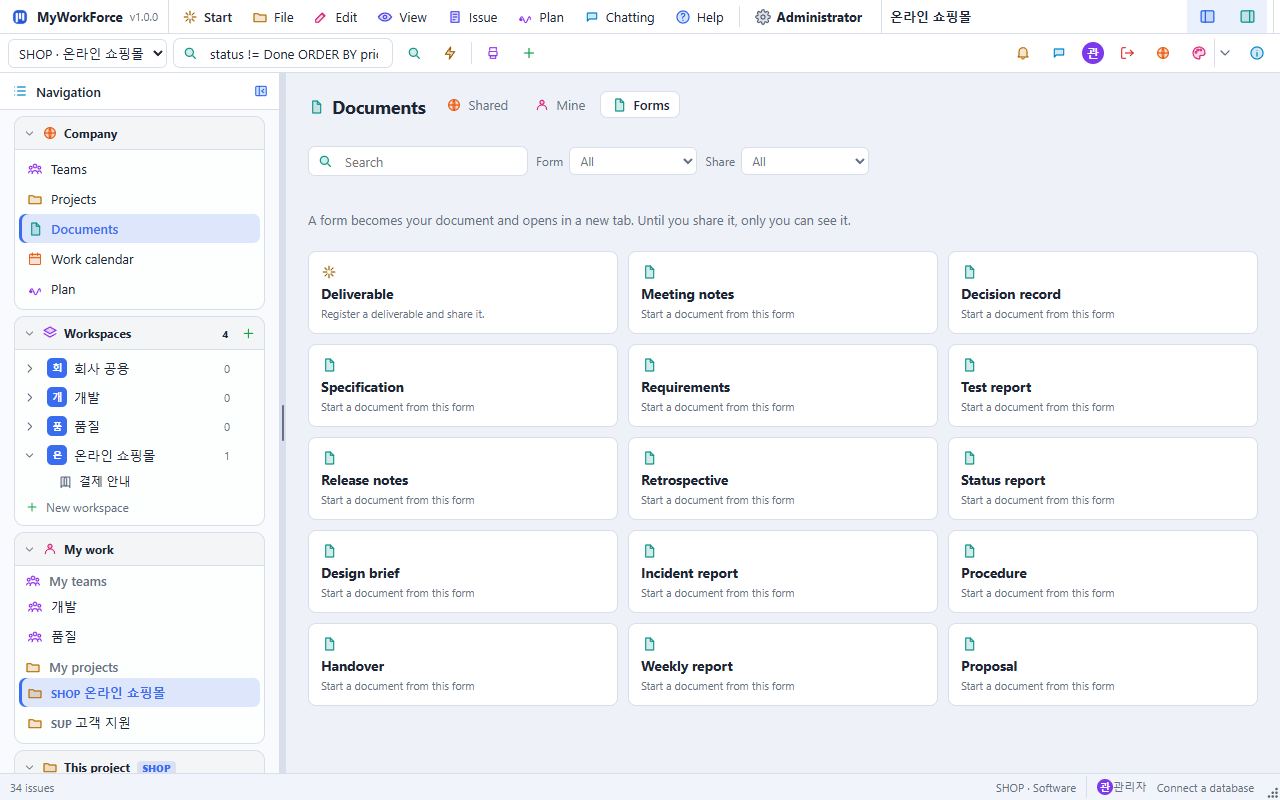 MyWorkForce v1.0.0 Start File Edit View Issue Plan Chatting Help Administrator 온라인 쇼핑몰
SHOP · 온라인 쇼핑몰 status != Done ORDER BY pri 관
Navigation
Company
Teams
Projects
Documents
Work calendar
Plan
Workspaces 4
회 회사 공용 0
개 개발 0
품 품질 0
온 온라인 쇼핑몰 1
결제 안내
New workspace
My work
My teams
개발
품질
My projects
SHOP 온라인 쇼핑몰
SUP 고객 지원
This project SHOP
Documents Shared Mine Forms
Search Form All Share All
A form becomes your document and opens in a new tab. Until you share it, only you can see it.
Deliverable
Register a deliverable and share it.
Meeting notes
Start a document from this form
Decision record
Start a document from this form
Specification
Start a document from this form
Requirements
Start a document from this form
Test report
Start a document from this form
Release notes
Start a document from this form
Retrospective
Start a document from this form
Status report
Start a document from this form
Design brief
Start a document from this form
Incident report
Start a document from this form
Procedure
Start a document from this form
Handover
Start a document from this form
Weekly report
Start a document from this form
Proposal
Start a document from this form
34 issues SHOP · Software 관 관리자 Connect a database